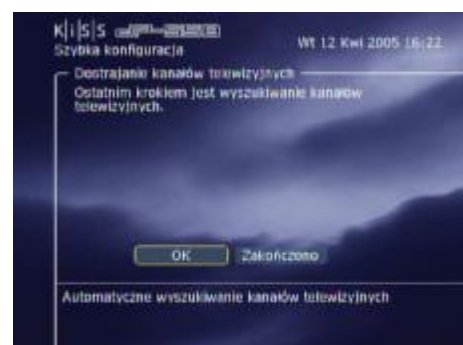 K|i|S|S
Szybka konfiguracja
Wt 12 Kwi 2005 16:22
Dostrajanie kanałów telewizyjnych
Ostatnim krokiem jest wyszukiwanie kanałów
telewizyjnych.
OK Zakończono
Automatyczne wyszukiwanie kanałów telewizyjnych